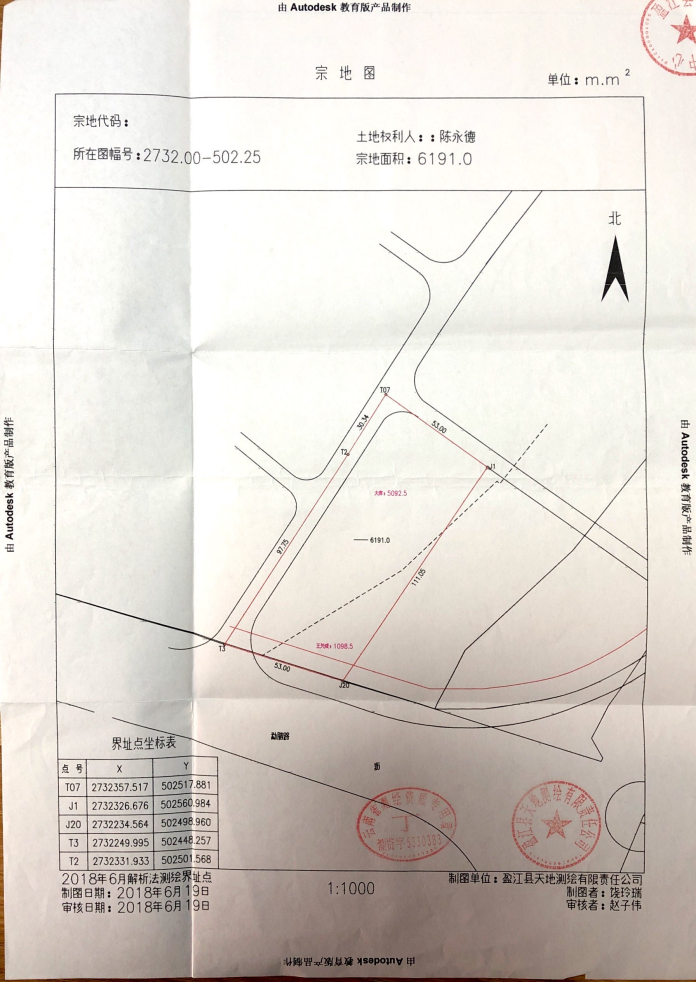 由 Autodesk 教育版产品制作
宗 地 图
单位：m.m²
宗地代码：
土地权利人：：陈永德
所在图幅号：2732.00-502.25
宗地面积：6191.0
北
T07
30.34
53.00
T2
J1
大牌：5092.5
6191.0
97.75
111.05
1098.5
T3
53.00
J20
界址点坐标表
点 号 X Y
T07 2732357.517 502517.881
J1 2732326.676 502560.984
J20 2732234.564 502498.960
T3 2732249.995 502448.257
T2 2732331.933 502501.568
2018年6月解析法测绘界址点
制图日期：2018年6月19日
审核日期：2018年6月19日
1:1000
制图单位：盈江县天地测绘有限责任公司
制图者：饶玲瑞
审核者：赵子伟
由 Autodesk 教育版产品制作
由 Autodesk 教育版产品制作
由 Autodesk 教育版产品制作